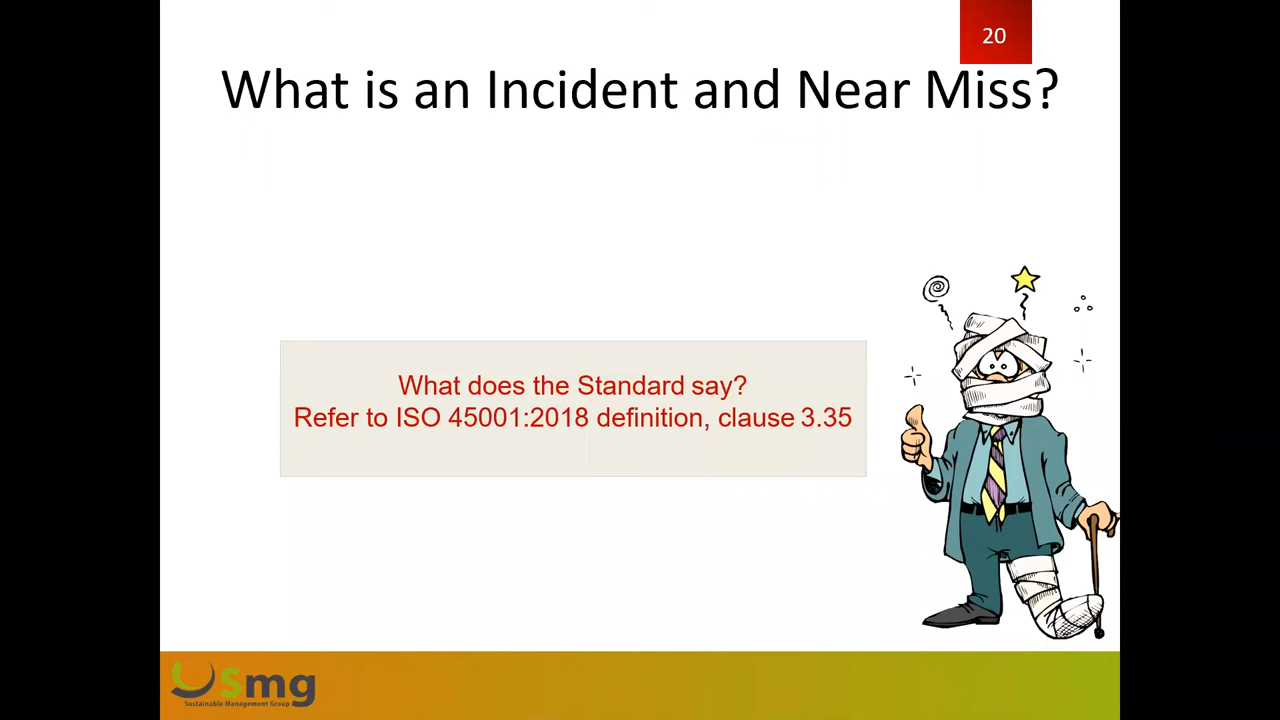 20
What is an Incident and Near Miss?
What does the Standard say?
Refer to ISO 45001:2018 definition, clause 3.35
Smg
Sustainable Management Group